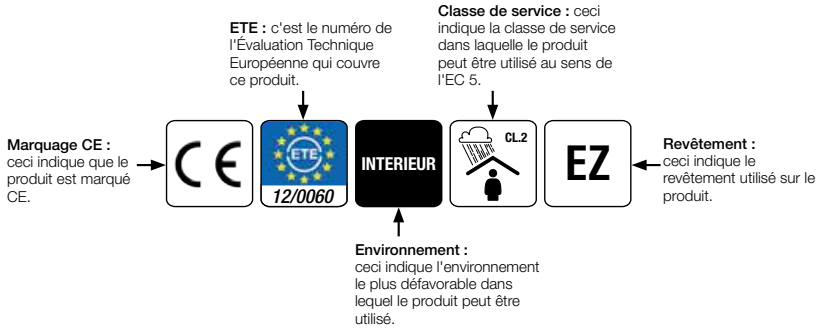 ETE : c'est le numéro de
l'Évaluation Technique
Européenne qui couvre
ce produit.
Classe de service : ceci
indique la classe de service
dans laquelle le produit
peut être utilisé au sens de
l'EC 5.
Marquage CE :
ceci indique que le
produit est marqué
CE.
CE
ETE
12/0060
INTERIEUR
CL.2
EZ
Revêtement :
ceci indique le
revêtement utilisé sur le
produit.
Environnement :
ceci indique l'environnement
le plus défavorable dans
lequel le produit peut être
utilisé.